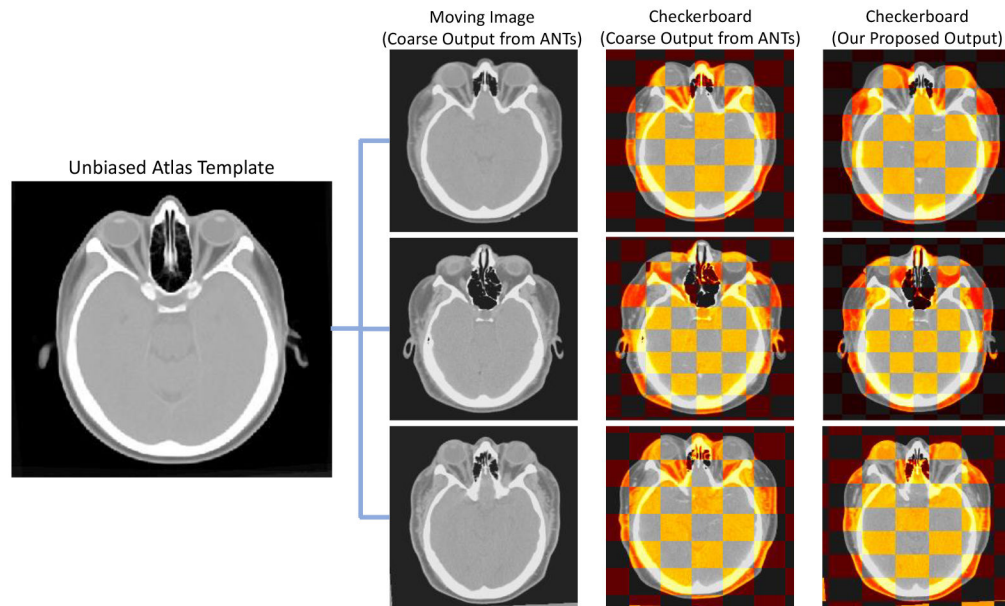 Moving Image
(Coarse Output from ANTs)
Checkerboard
(Coarse Output from ANTs)
Checkerboard
(Our Proposed Output)
Unbiased Atlas Template